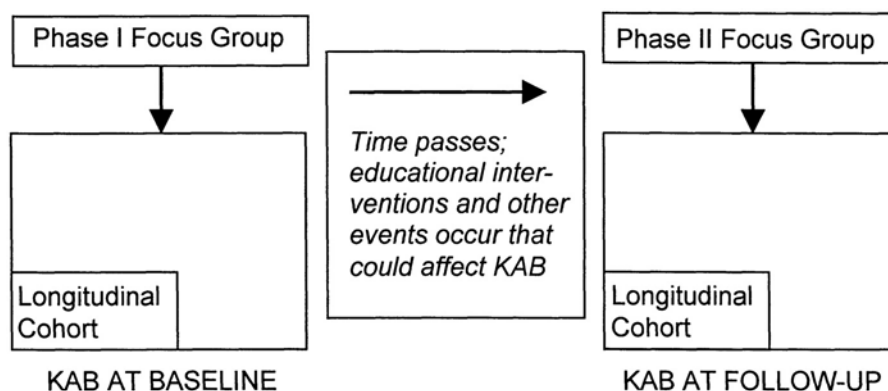 Phase I Focus Group
Phase II Focus Group
Time passes;
educational inter-
ventions and other
events occur that
could affect KAB
Longitudinal
Cohort
Longitudinal
Cohort
KAB AT BASELINE
KAB AT FOLLOW-UP